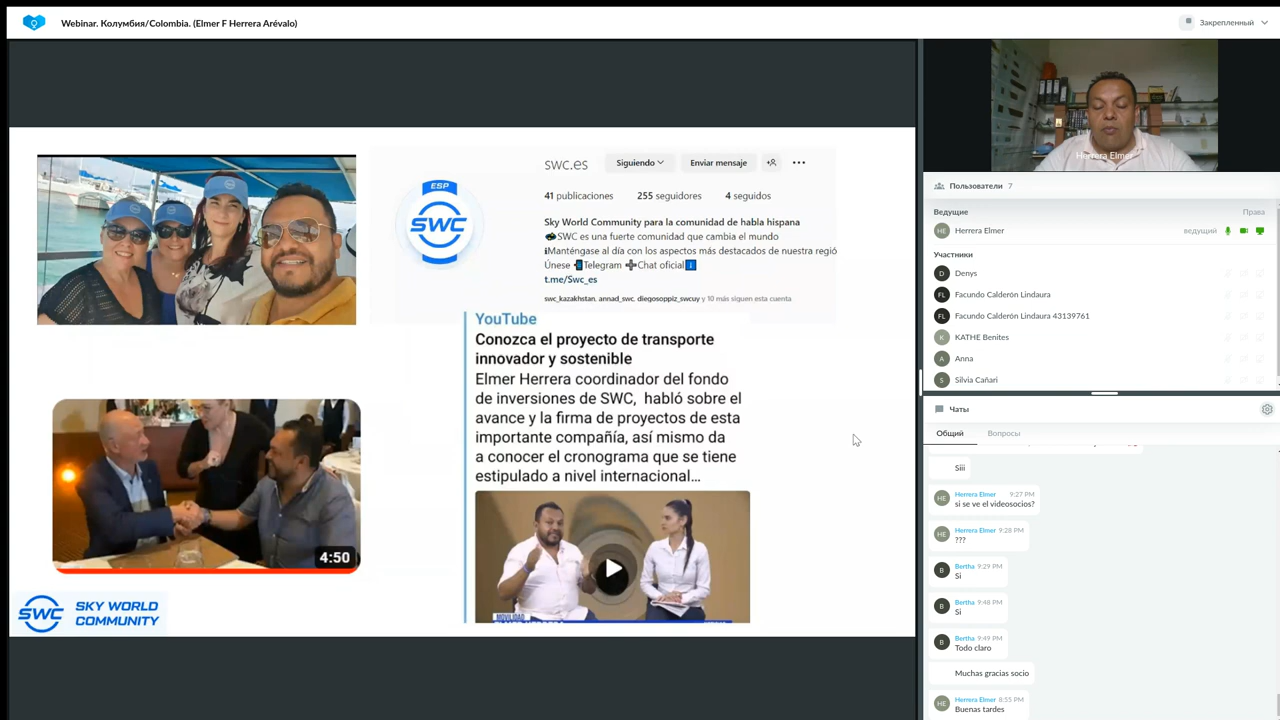 Webinar. Колумбия/Colombia. (Elmer F Herrera Arévalo)
Закрепленный
swc.es
Siguiendo
Enviar mensaje
41 publicaciones 255 seguidores 4 seguidos
ESP
SWC
Sky World Community para la comunidad de habla hispana
SWC es una fuerte comunidad que cambia el mundo
Manténgase al día con los aspectos más destacados de nuestra regió
Únese Telegram Chat oficial
t.me/Swc_es
swc_kazakhstan, annad_swc, diegosoppiz_swcuy y 10 más siguen esta cuenta
YouTube
Conozca el proyecto de transporte
innovador y sostenible
Elmer Herrera coordinador del fondo
de inversiones de SWC, habló sobre el
avance y la firma de proyectos de esta
importante compañía, así mismo da
a conocer el cronograma que se tiene
estipulado a nivel internacional...
4:50
MOVILIDAD
SWC
SKY WORLD
COMMUNITY
Herrera Elmer
Пользователи 7
Ведущие
Права
HE
Herrera Elmer
ведущий
Участники
D
Denys
FL
Facundo Calderón Lindaura
FL
Facundo Calderón Lindaura 43139761
K
KATHE Benites
A
Anna
S
Silvia Cañari
Чаты
Общий
Вопросы
Siii
HE
Herrera Elmer 9:27 PM
si se ve el videosocios?
HE
Herrera Elmer 9:28 PM
???
B
Bertha 9:29 PM
Si
B
Bertha 9:48 PM
Si
B
Bertha 9:49 PM
Todo claro
Muchas gracias socio
HE
Herrera Elmer 8:55 PM
Buenas tardes